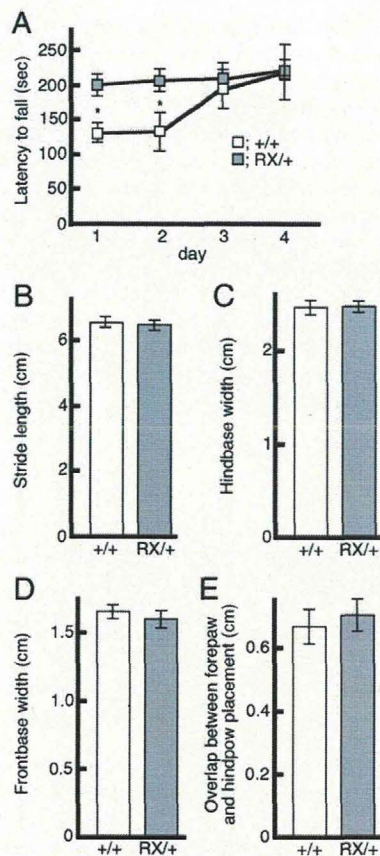 A
Latency to fall (sec)
250
200
150
100
50
0
*
*
□; +/+
■; RX/+
1 2 3 4
day
B
Stride length (cm)
6
4
2
0
+/+ RX/+
C
Hindbase width (cm)
2
1
0
+/+ RX/+
D
Frontbase width (cm)
1.5
1.0
0.5
0
+/+ RX/+
E
Overlap between forepaw
and hindpow placement (cm)
0.6
0.4
0.2
0
+/+ RX/+